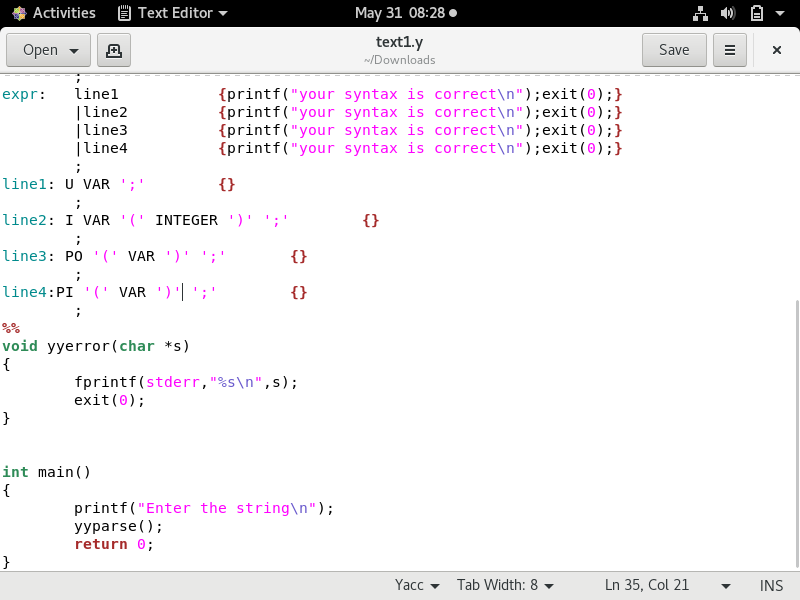 Activities Text Editor May 31 08:28
Open text1.y Save
~/Downloads
;
expr: line1 {printf("your syntax is correct\n");exit(0);}
|line2 {printf("your syntax is correct\n");exit(0);}
|line3 {printf("your syntax is correct\n");exit(0);}
|line4 {printf("your syntax is correct\n");exit(0);}
;
line1: U VAR ';' {}
;
line2: I VAR '(' INTEGER ')' ';' {}
;
line3: PO '(' VAR ')' ';' {}
;
line4:PI '(' VAR ')' ';' {}
;
%%
void yyerror(char *s)
{
fprintf(stderr,"%s\n",s);
exit(0);
}
int main()
{
printf("Enter the string\n");
yyparse();
return 0;
}
Yacc Tab Width: 8 Ln 35, Col 21 INS